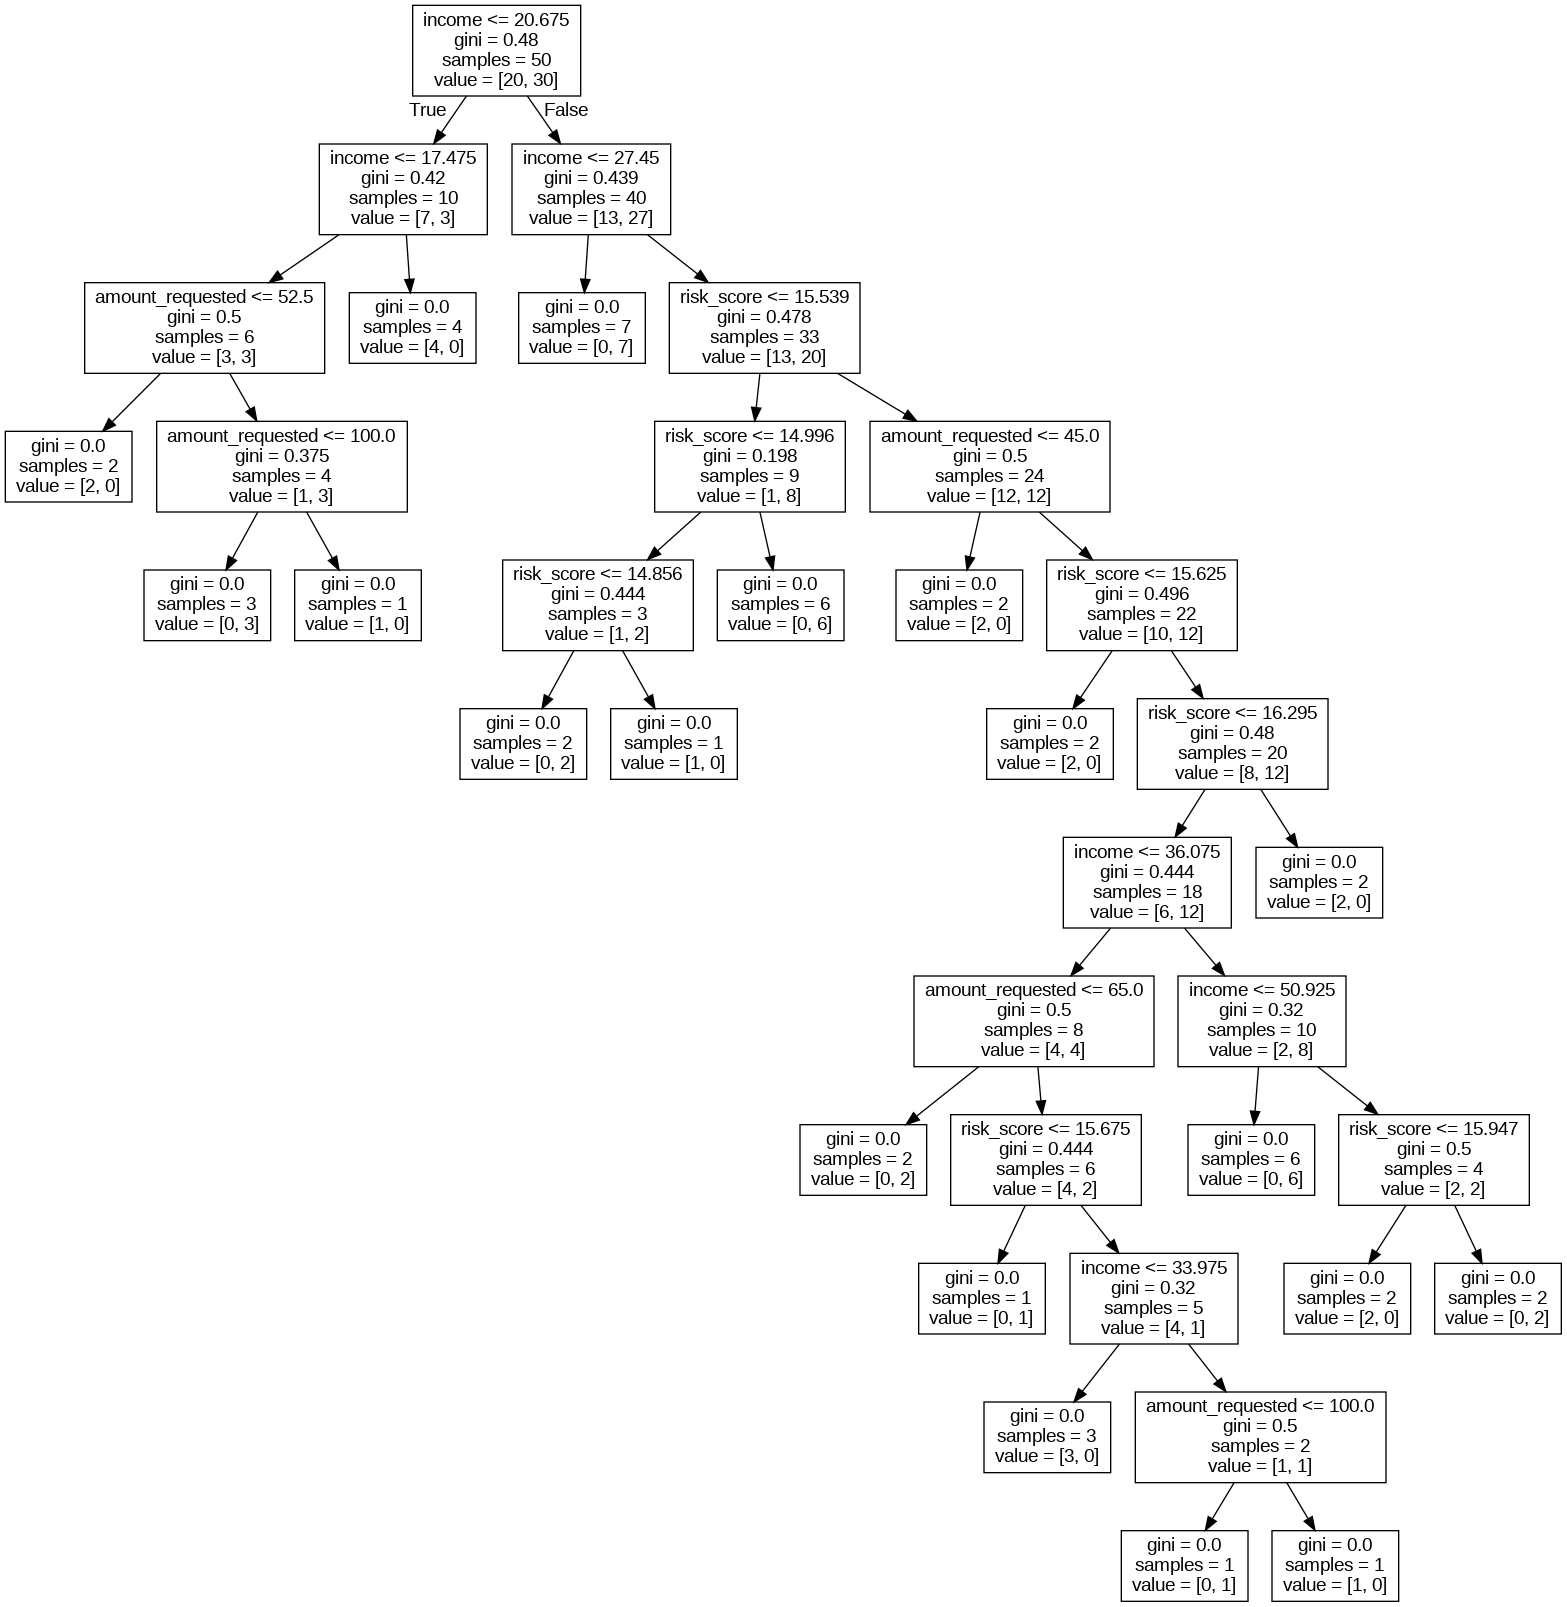 income <= 20.675
gini = 0.48
samples = 50
value = [20, 30]
True
False
income <= 17.475
gini = 0.42
samples = 10
value = [7, 3]
income <= 27.45
gini = 0.439
samples = 40
value = [13, 27]
amount_requested <= 52.5
gini = 0.5
samples = 6
value = [3, 3]
gini = 0.0
samples = 4
value = [4, 0]
gini = 0.0
samples = 7
value = [0, 7]
risk_score <= 15.539
gini = 0.478
samples = 33
value = [13, 20]
gini = 0.0
samples = 2
value = [2, 0]
amount_requested <= 100.0
gini = 0.375
samples = 4
value = [1, 3]
risk_score <= 14.996
gini = 0.198
samples = 9
value = [1, 8]
amount_requested <= 45.0
gini = 0.5
samples = 24
value = [12, 12]
gini = 0.0
samples = 3
value = [0, 3]
gini = 0.0
samples = 1
value = [1, 0]
risk_score <= 14.856
gini = 0.444
samples = 3
value = [1, 2]
gini = 0.0
samples = 6
value = [0, 6]
gini = 0.0
samples = 2
value = [2, 0]
risk_score <= 15.625
gini = 0.496
samples = 22
value = [10, 12]
gini = 0.0
samples = 2
value = [0, 2]
gini = 0.0
samples = 1
value = [1, 0]
gini = 0.0
samples = 2
value = [2, 0]
risk_score <= 16.295
gini = 0.48
samples = 20
value = [8, 12]
income <= 36.075
gini = 0.444
samples = 18
value = [6, 12]
gini = 0.0
samples = 2
value = [2, 0]
amount_requested <= 65.0
gini = 0.5
samples = 8
value = [4, 4]
income <= 50.925
gini = 0.32
samples = 10
value = [2, 8]
gini = 0.0
samples = 2
value = [0, 2]
risk_score <= 15.675
gini = 0.444
samples = 6
value = [4, 2]
gini = 0.0
samples = 6
value = [0, 6]
risk_score <= 15.947
gini = 0.5
samples = 4
value = [2, 2]
gini = 0.0
samples = 1
value = [0, 1]
income <= 33.975
gini = 0.32
samples = 5
value = [4, 1]
gini = 0.0
samples = 2
value = [2, 0]
gini = 0.0
samples = 2
value = [0, 2]
gini = 0.0
samples = 3
value = [3, 0]
amount_requested <= 100.0
gini = 0.5
samples = 2
value = [1, 1]
gini = 0.0
samples = 1
value = [0, 1]
gini = 0.0
samples = 1
value = [1, 0]